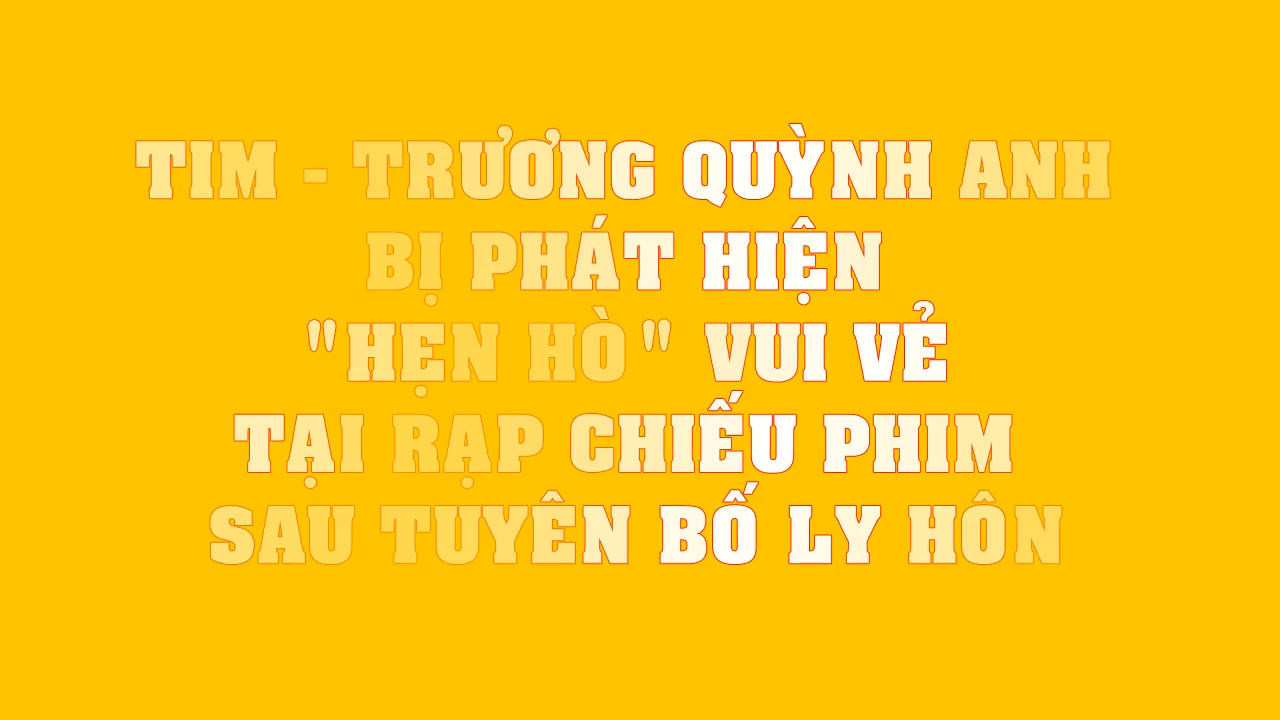 TIM - TRƯƠNG QUỲNH ANH
BỊ PHÁT HIỆN
"HẸN HÒ" VUI VẺ
TẠI RẠP CHIẾU PHIM
SAU TUYÊN BỐ LY HÔN